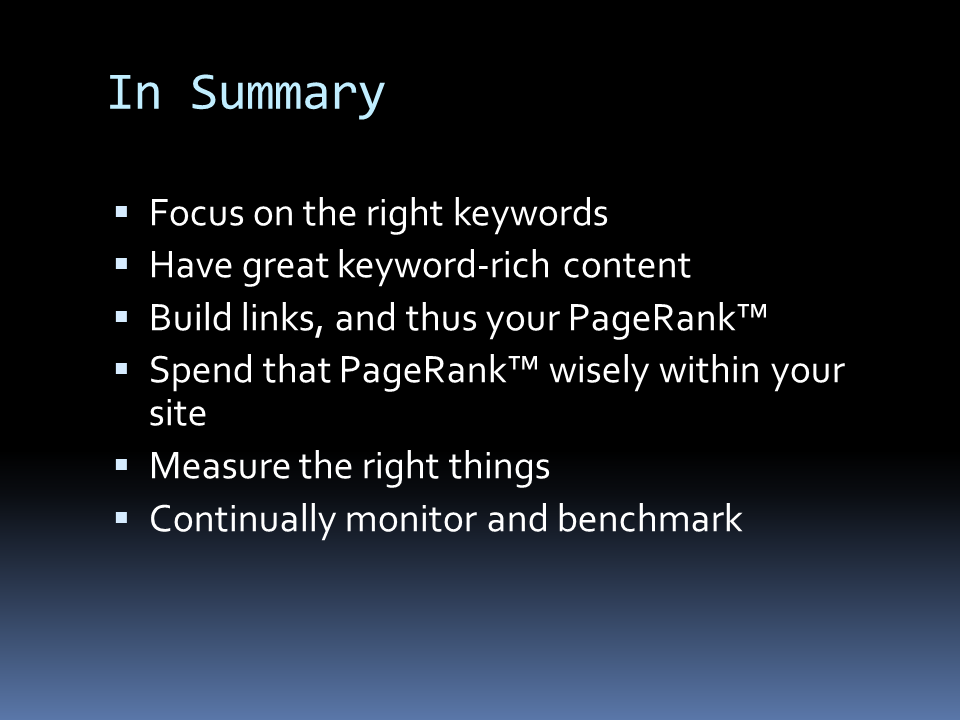 In Summary
▪ Focus on the right keywords
▪ Have great keyword-rich content
▪ Build links, and thus your PageRank™
▪ Spend that PageRank™ wisely within your
site
▪ Measure the right things
▪ Continually monitor and benchmark